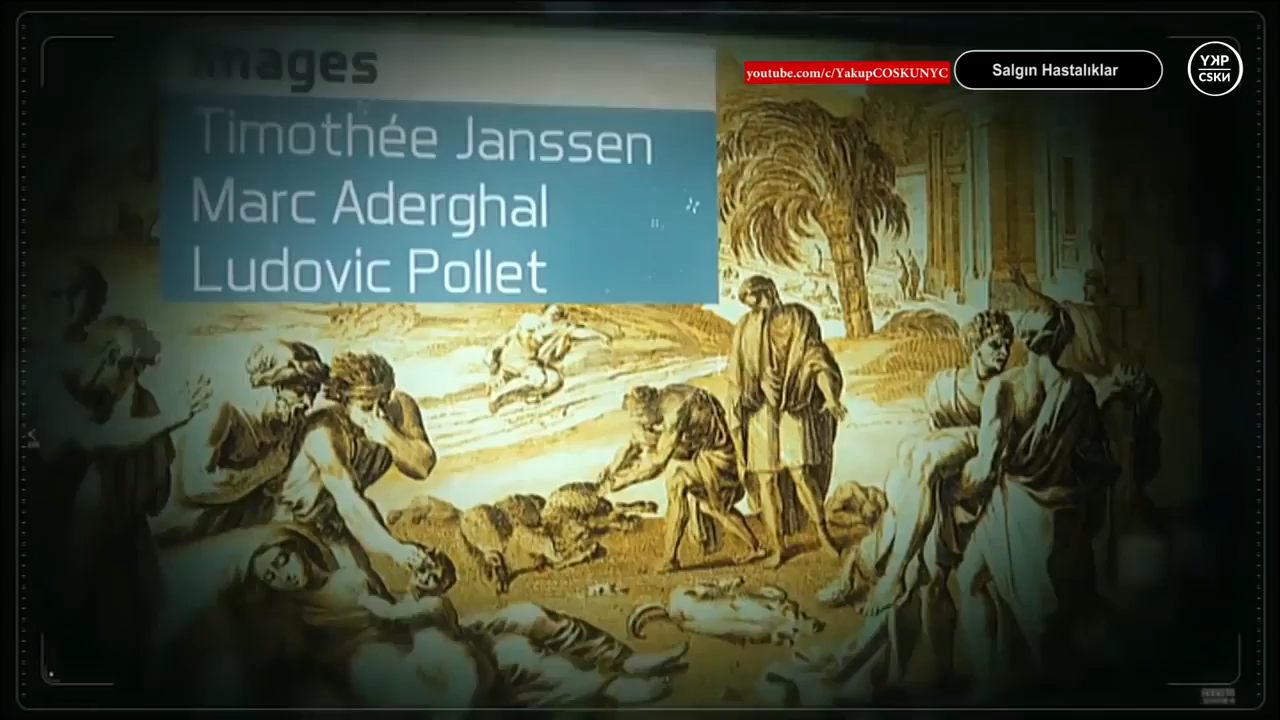 images
Timothée Janssen
Marc Aderghal
Ludovic Pollet
youtube.com/c/YakupCOSKUNYC
Salgın Hastalıklar
YKP
CSKN